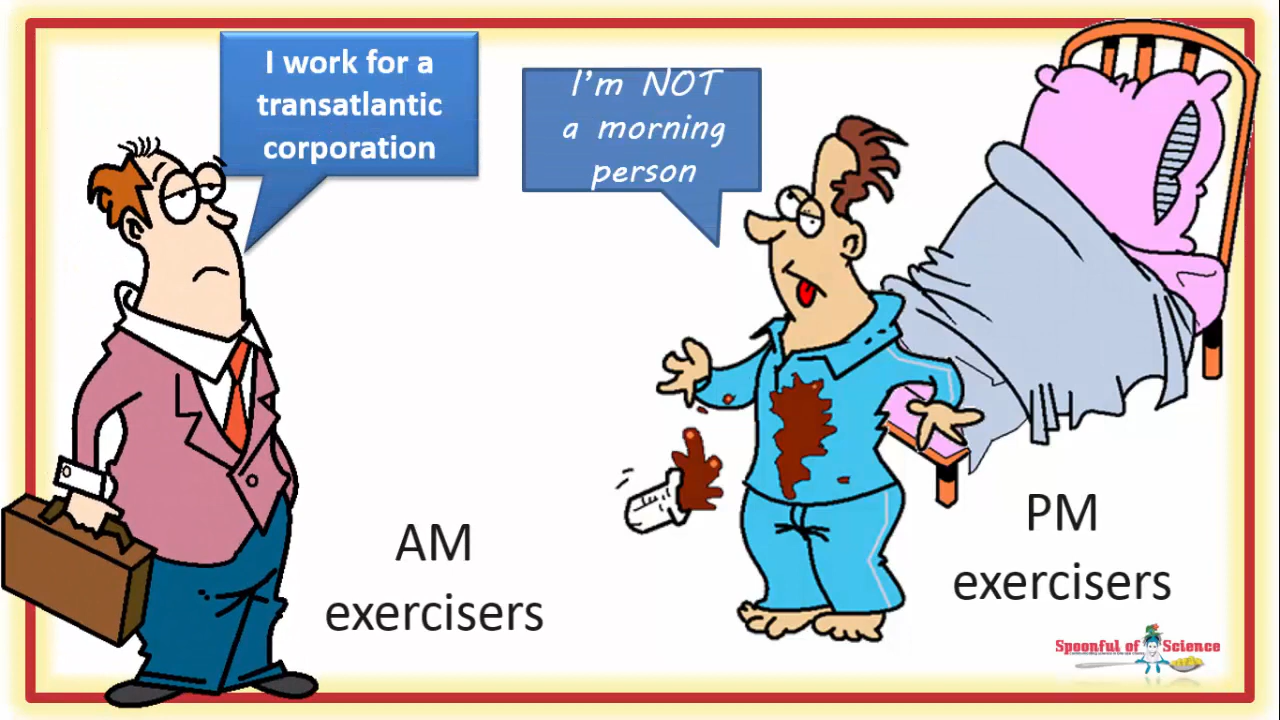 I work for a
transatlantic
corporation
I'm NOT
a morning
person
AM
exercisers
PM
exercisers
Spoonful of Science